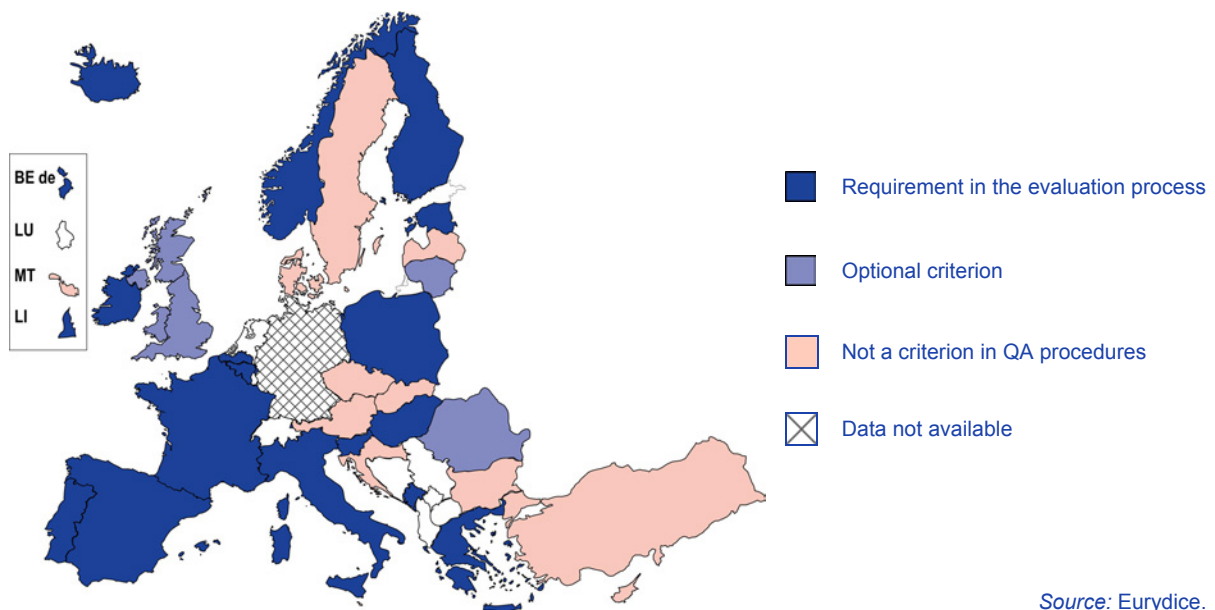 BE de
LU
MT
LI
Requirement in the evaluation process
Optional criterion
Not a criterion in QA procedures
Data not available
Source: Eurydice.